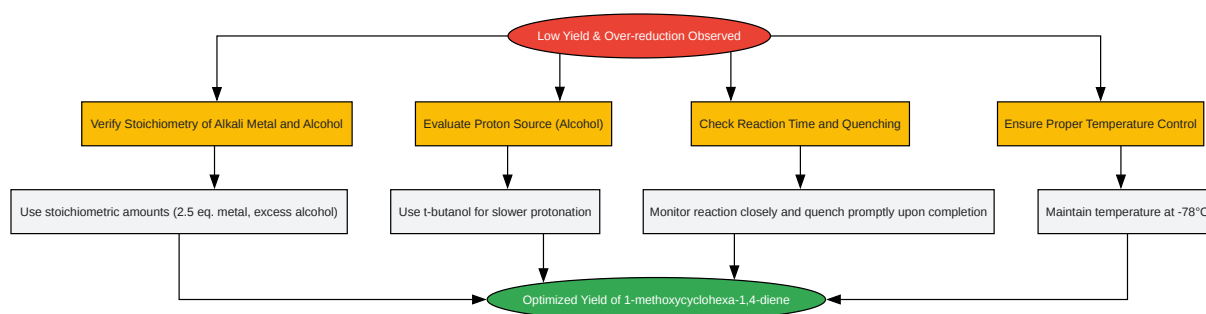 Low Yield & Over-reduction Observed
Verify Stoichiometry of Alkali Metal and Alcohol
Evaluate Proton Source (Alcohol)
Check Reaction Time and Quenching
Ensure Proper Temperature Control
Use stoichiometric amounts (2.5 eq. metal, excess alcohol)
Use t-butanol for slower protonation
Monitor reaction closely and quench promptly upon completion
Maintain temperature at -78°C
Optimized Yield of 1-methoxycyclohexa-1,4-diene